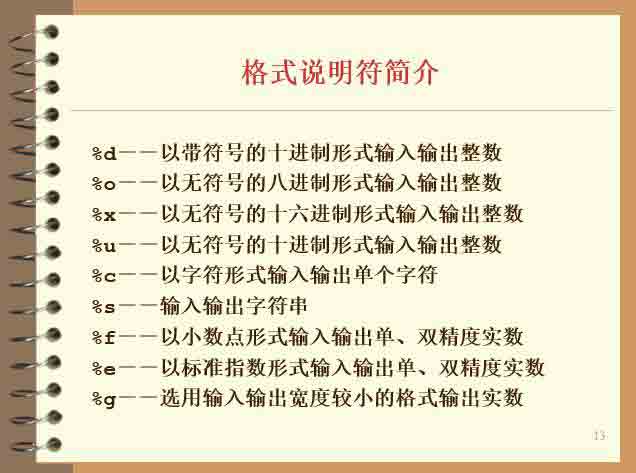 格式说明符简介
%d——以带符号的十进制形式输入输出整数
%o——以无符号的八进制形式输入输出整数
%x——以无符号的十六进制形式输入输出整数
%u——以无符号的十进制形式输入输出整数
%c——以字符形式输入输出单个字符
%s——输入输出字符串
%f——以小数点形式输入输出单、双精度实数
%e——以标准指数形式输入输出单、双精度实数
%g——选用输入输出宽度较小的格式输出实数
13